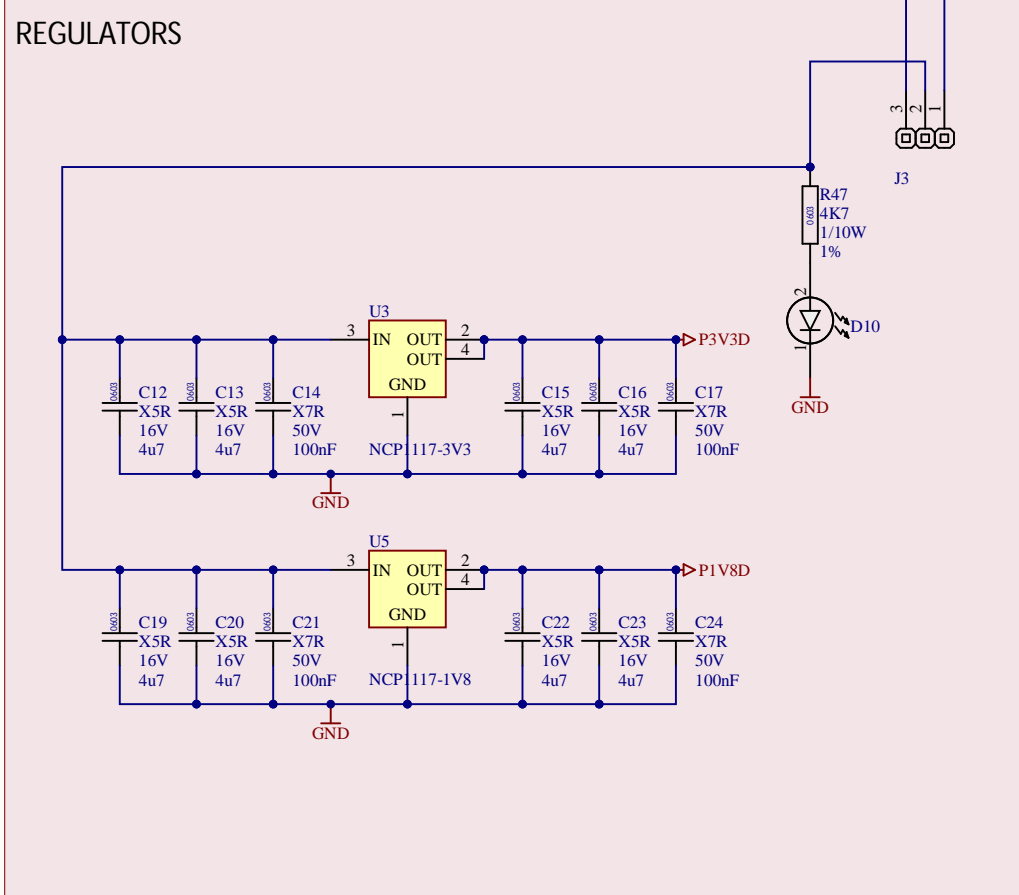 REGULATORS
3
2
1
J3
R47
0603
4K7
1/10W
1%
2
D10
1
GND
U3
3
IN
OUT
2
OUT
4
GND
1
NCP1117-3V3
P3V3D
0603
C12
X5R
16V
4u7
0603
C13
X5R
16V
4u7
0603
C14
X7R
50V
100nF
0603
C15
X5R
16V
4u7
0603
C16
X5R
16V
4u7
0603
C17
X7R
50V
100nF
GND
U5
3
IN
OUT
2
OUT
4
GND
1
NCP1117-1V8
P1V8D
0603
C19
X5R
16V
4u7
0603
C20
X5R
16V
4u7
0603
C21
X7R
50V
100nF
0603
C22
X5R
16V
4u7
0603
C23
X5R
16V
4u7
0603
C24
X7R
50V
100nF
GND